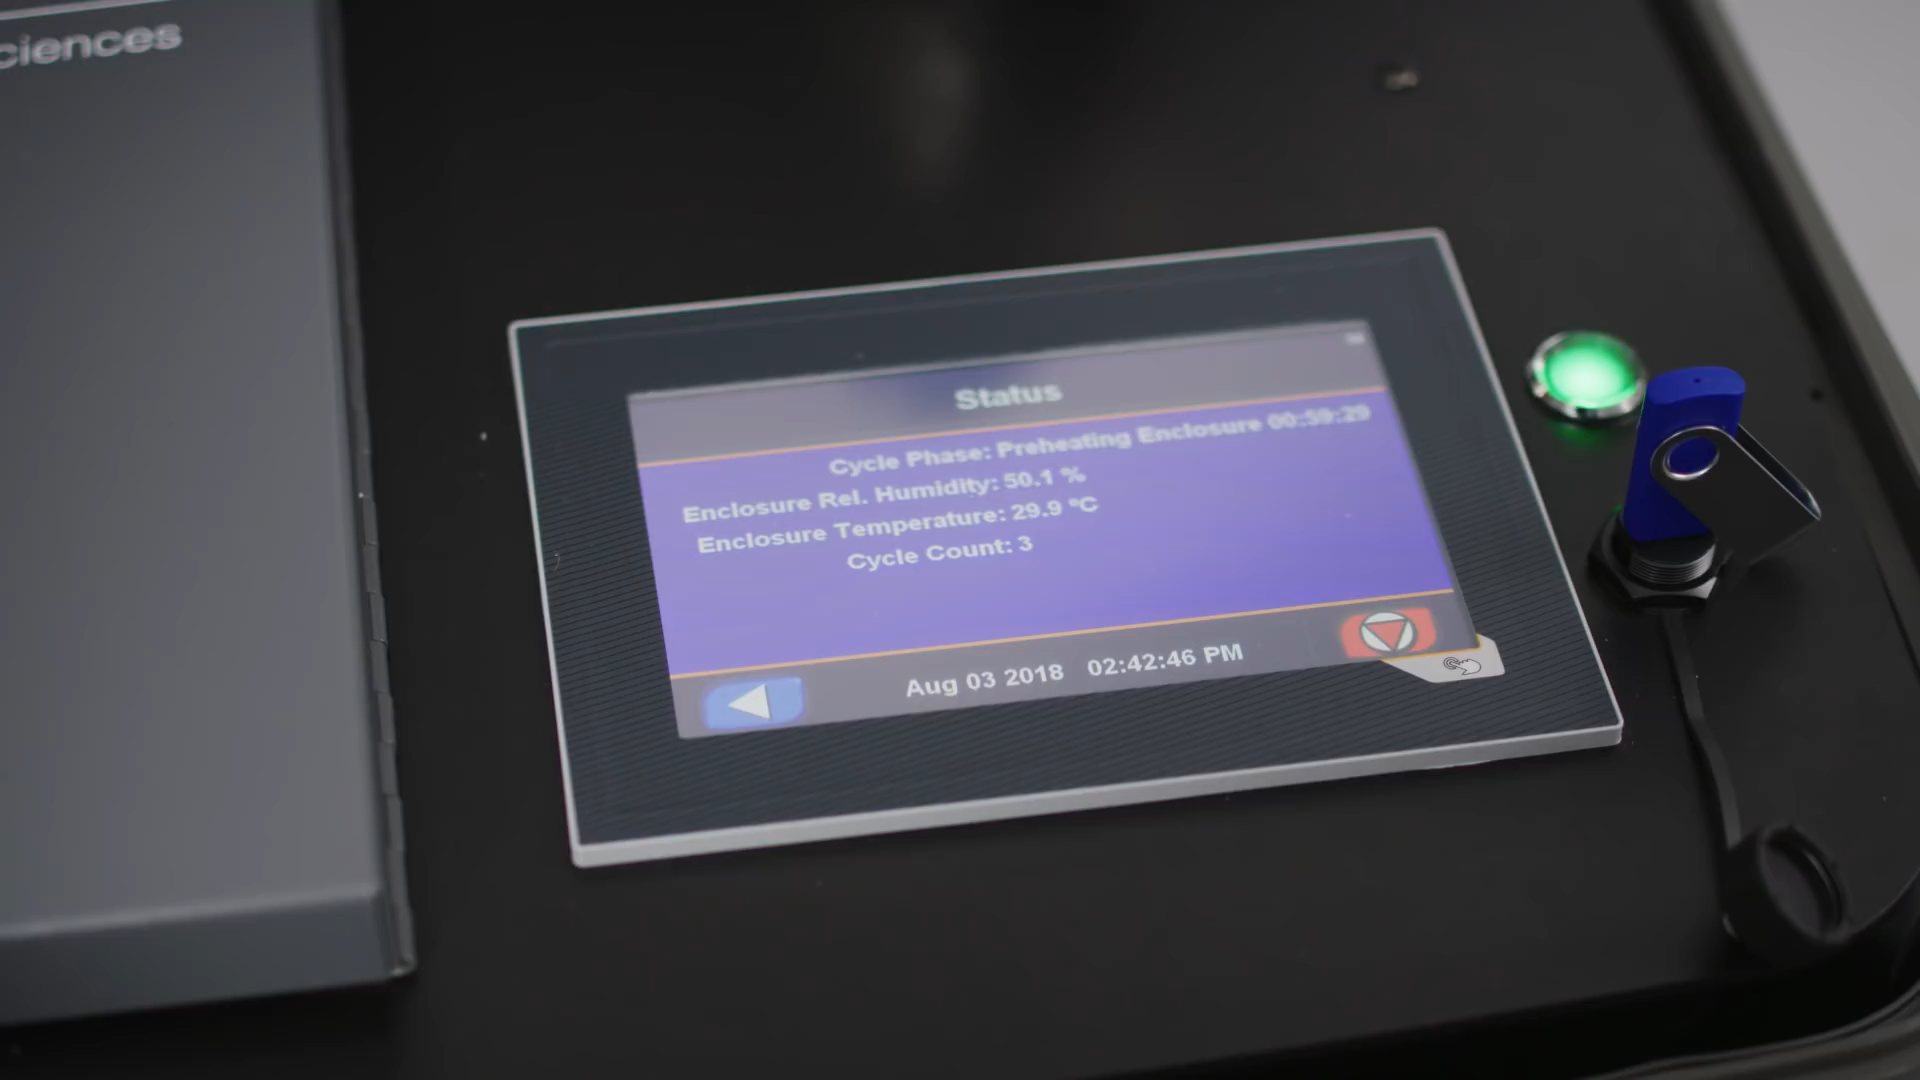 ciences
Status
Cycle Phase: Preheating Enclosure 00:59:29
Enclosure Rel. Humidity: 50.1 %
Enclosure Temperature: 29.9 ºC
Cycle Count: 3
Aug 03 2018 02:42:46 PM